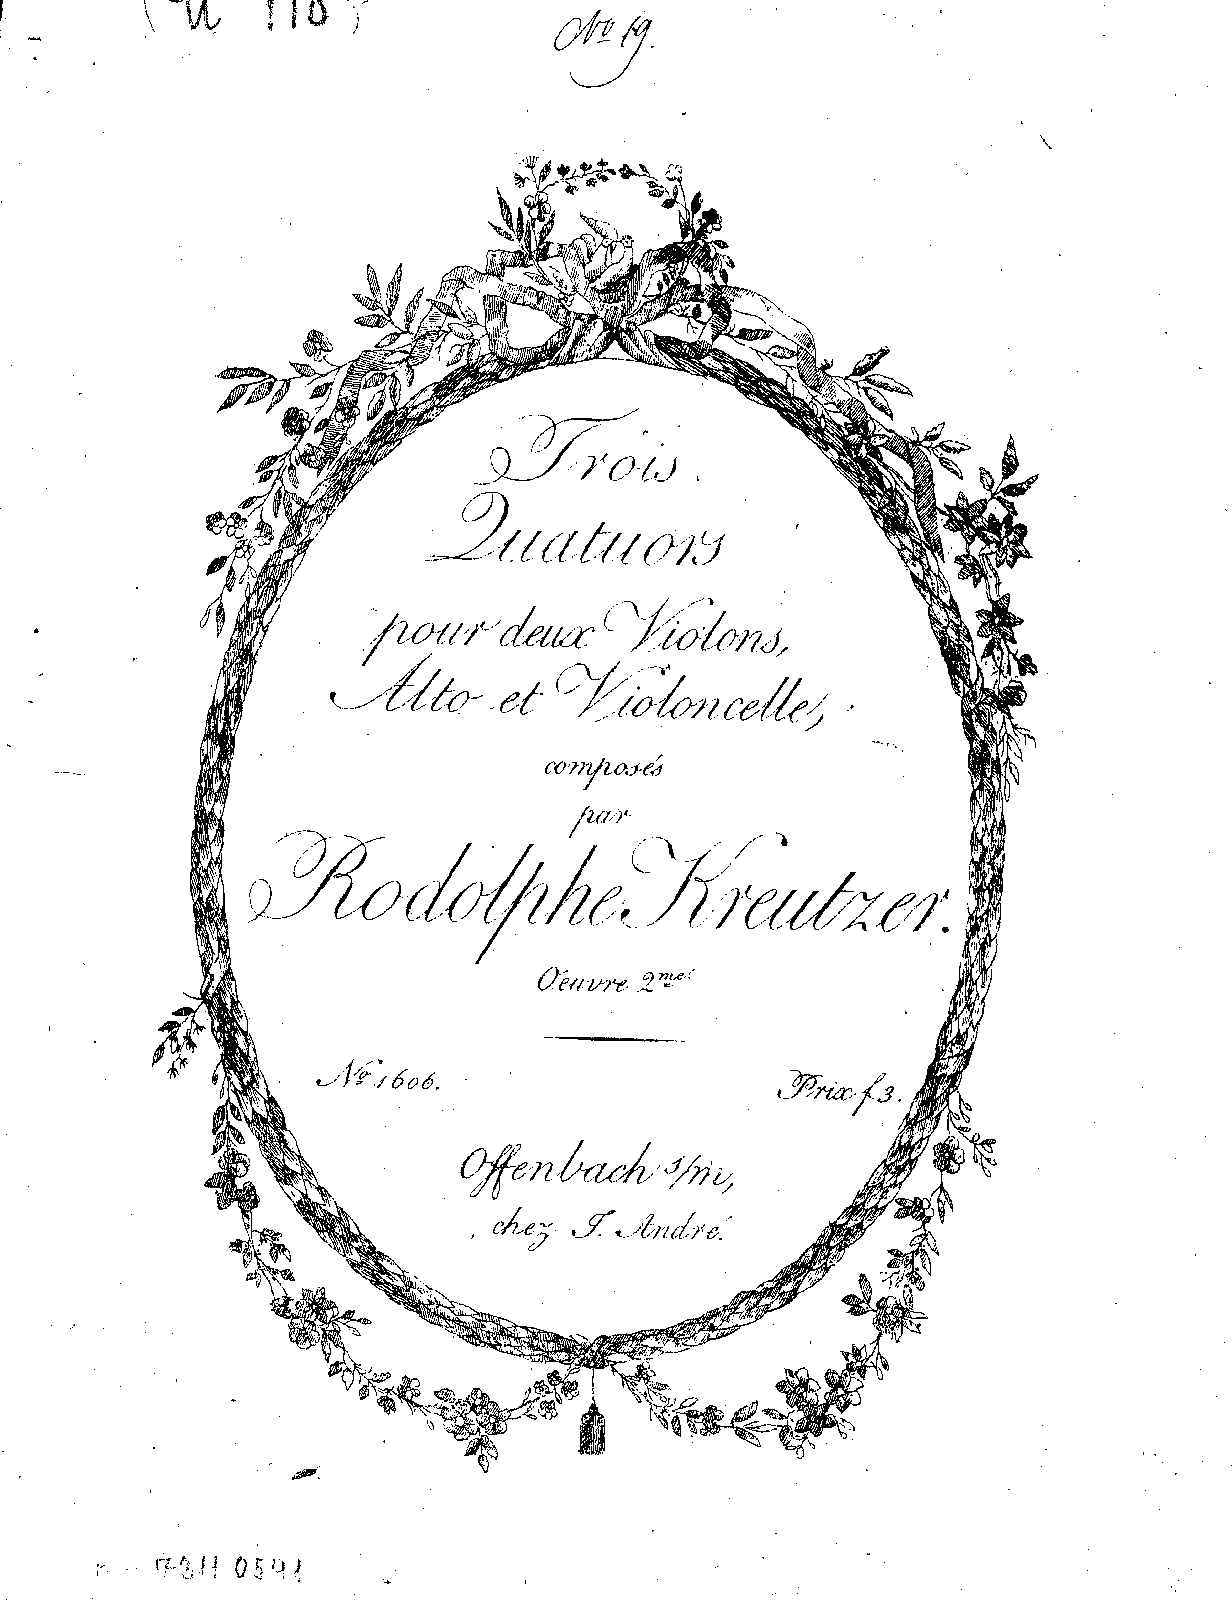 No 19.
Trois
Quatuors
pour deux Violons,
Alto et Violoncelle,
composés
par
Rodolphe Kreutzer.
Oeuvre 2me.
No 1606.
Prix f 3.
Offenbach s/m,
chez J. André.